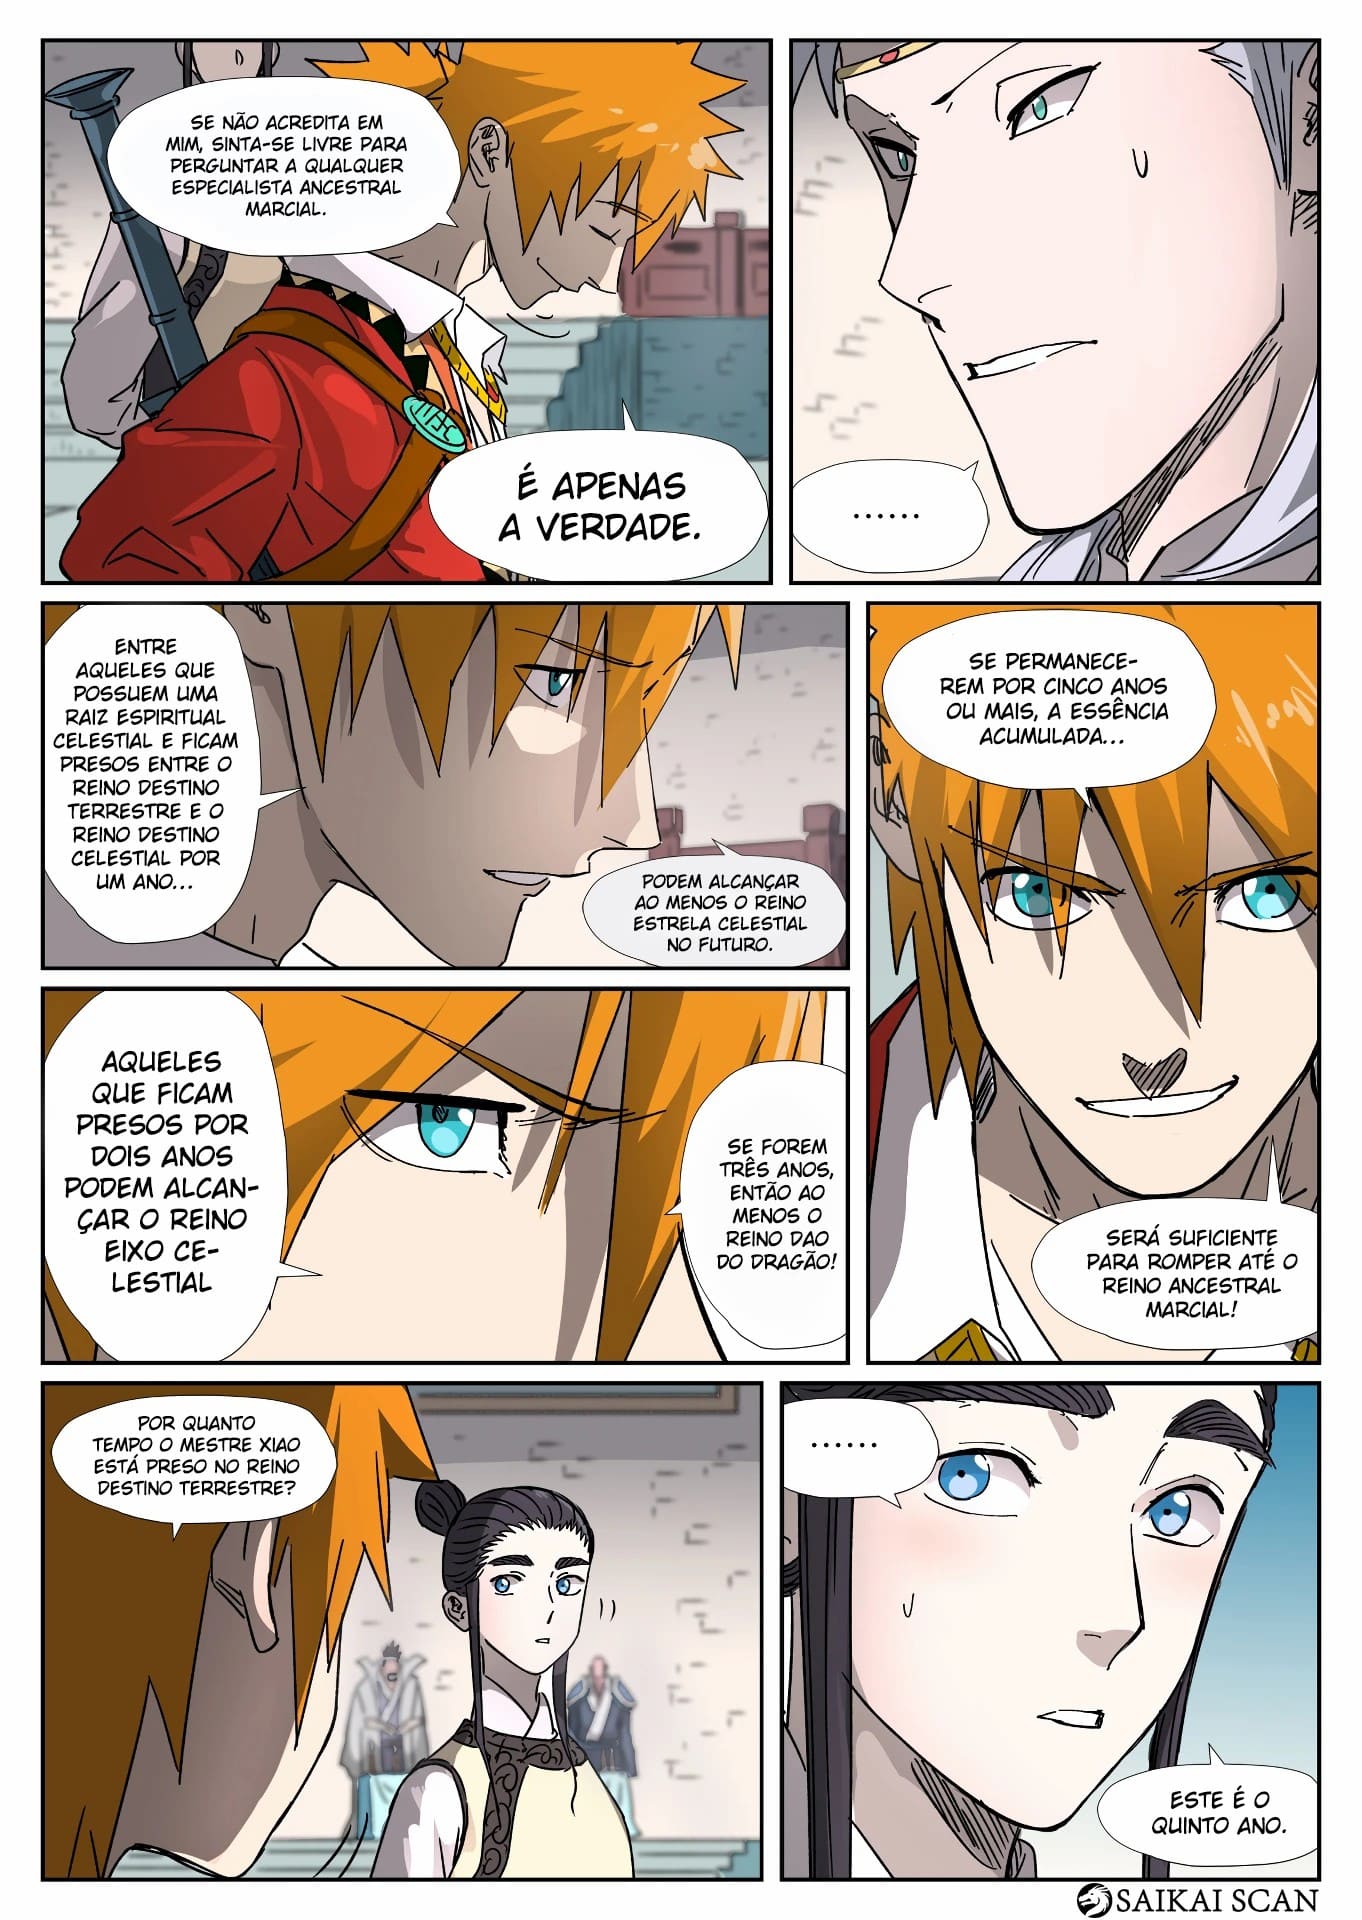 SE NÃO ACREDITA EM
MIM, SINTA-SE LIVRE PARA
PERGUNTAR A QUALQUER
ESPECIALISTA ANCESTRAL
MARCIAL.
É APENAS
A VERDADE.
......
ENTRE
AQUELES QUE
POSSUEM UMA
RAIZ ESPIRITUAL
CELESTIAL E FICAM
PRESOS ENTRE O
REINO DESTINO
TERRESTRE E O
REINO DESTINO
CELESTIAL POR
UM ANO...
PODEM ALCANÇAR
AO MENOS O REINO
ESTRELA CELESTIAL
NO FUTURO.
AQUELES
QUE FICAM
PRESOS POR
DOIS ANOS
PODEM ALCAN-
ÇAR O REINO
EIXO CE-
LESTIAL
SE FOREM
TRÊS ANOS,
ENTÃO AO
MENOS O
REINO DAO
DO DRAGÃO!
SE PERMANECE-
REM POR CINCO ANOS
OU MAIS, A ESSÊNCIA
ACUMULADA...
SERÁ SUFICIENTE
PARA ROMPER ATÉ O
REINO ANCESTRAL
MARCIAL!
POR QUANTO
TEMPO O MESTRE XIAO
ESTÁ PRESO NO REINO
DESTINO TERRESTRE?
......
ESTE É O
QUINTO ANO.
SAIKAI SCAN